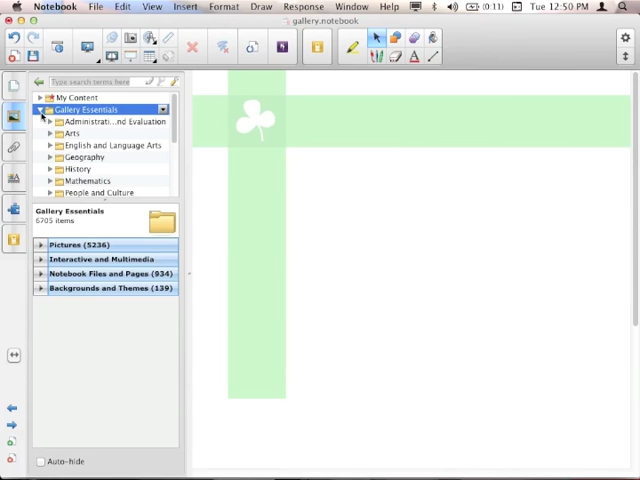 Notebook File Edit View Insert Format Draw Response Window Help (0:11) Tue 12:50 PM
gallery.notebook
Type search terms here
My Content
Gallery Essentials
Administrati...nd Evaluation
Arts
English and Language Arts
Geography
History
Mathematics
People and Culture
Gallery Essentials
6705 items
Pictures (5236)
Interactive and Multimedia
Notebook Files and Pages (934)
Backgrounds and Themes (139)
Auto-hide